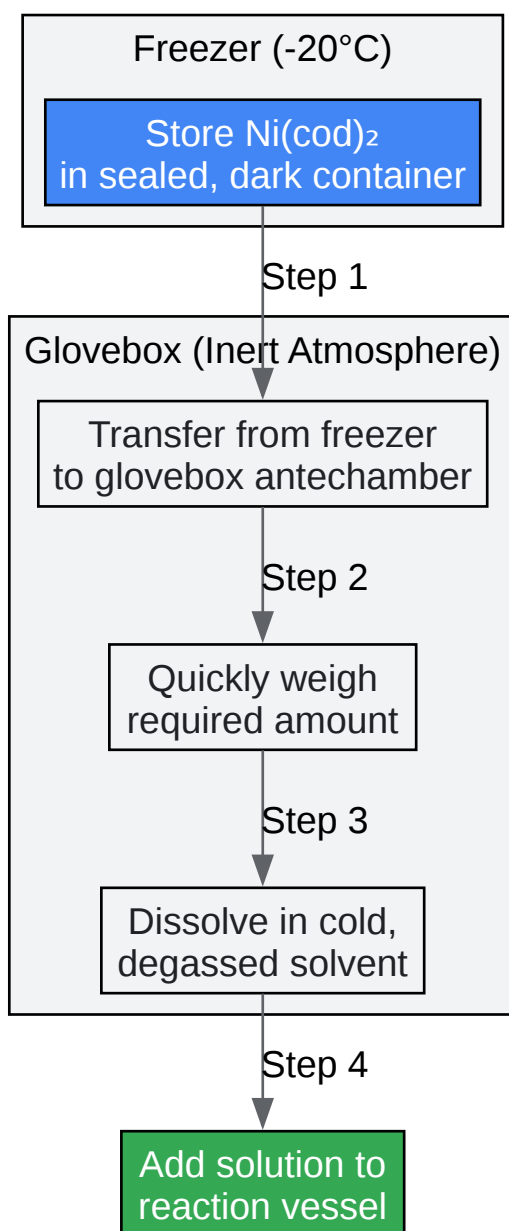 Freezer (-20°C)
Store Ni(cod)₂
in sealed, dark container
Step 1
Glovebox (Inert Atmosphere)
Transfer from freezer
to glovebox antechamber
Step 2
Quickly weigh
required amount
Step 3
Dissolve in cold,
degassed solvent
Step 4
Add solution to
reaction vessel